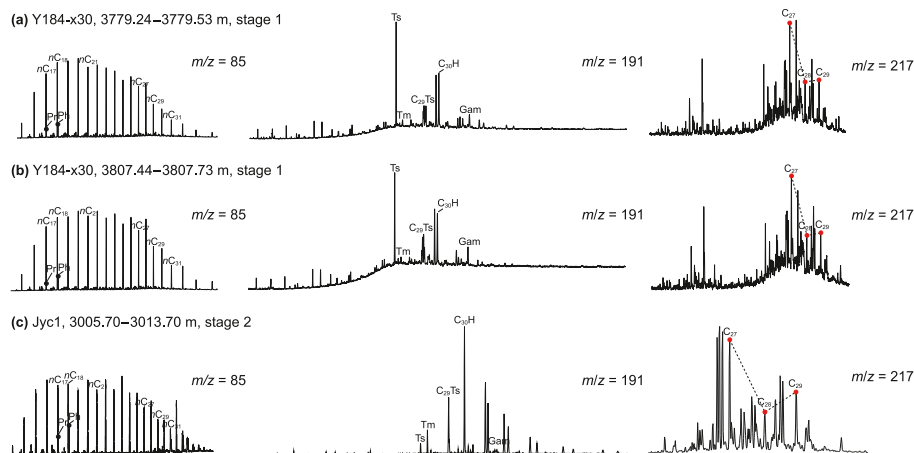 (a) Y184-x30, 3779.24–3779.53 m, stage 1
nC₁₇ nC₁₈ nC₂₁ nC₂₇ nC₂₉ nC₃₁ Pr Ph m/z = 85
Ts Tm C₂₉Ts C₃₀H Gam m/z = 191
C₂₇ C₂₈ C₂₉ m/z = 217
(b) Y184-x30, 3807.44–3807.73 m, stage 1
nC₁₇ nC₁₈ nC₂₁ nC₂₇ nC₂₉ nC₃₁ Pr Ph m/z = 85
Ts Tm C₂₉Ts C₃₀H Gam m/z = 191
C₂₇ C₂₈ C₂₉ m/z = 217
(c) Jyc1, 3005.70–3013.70 m, stage 2
nC₁₇ nC₁₈ nC₂₁ nC₂₇ nC₂₉ nC₃₁ Pr Ph m/z = 85
Ts Tm C₂₉Ts C₃₀H Gam m/z = 191
C₂₇ C₂₈ C₂₉ m/z = 217